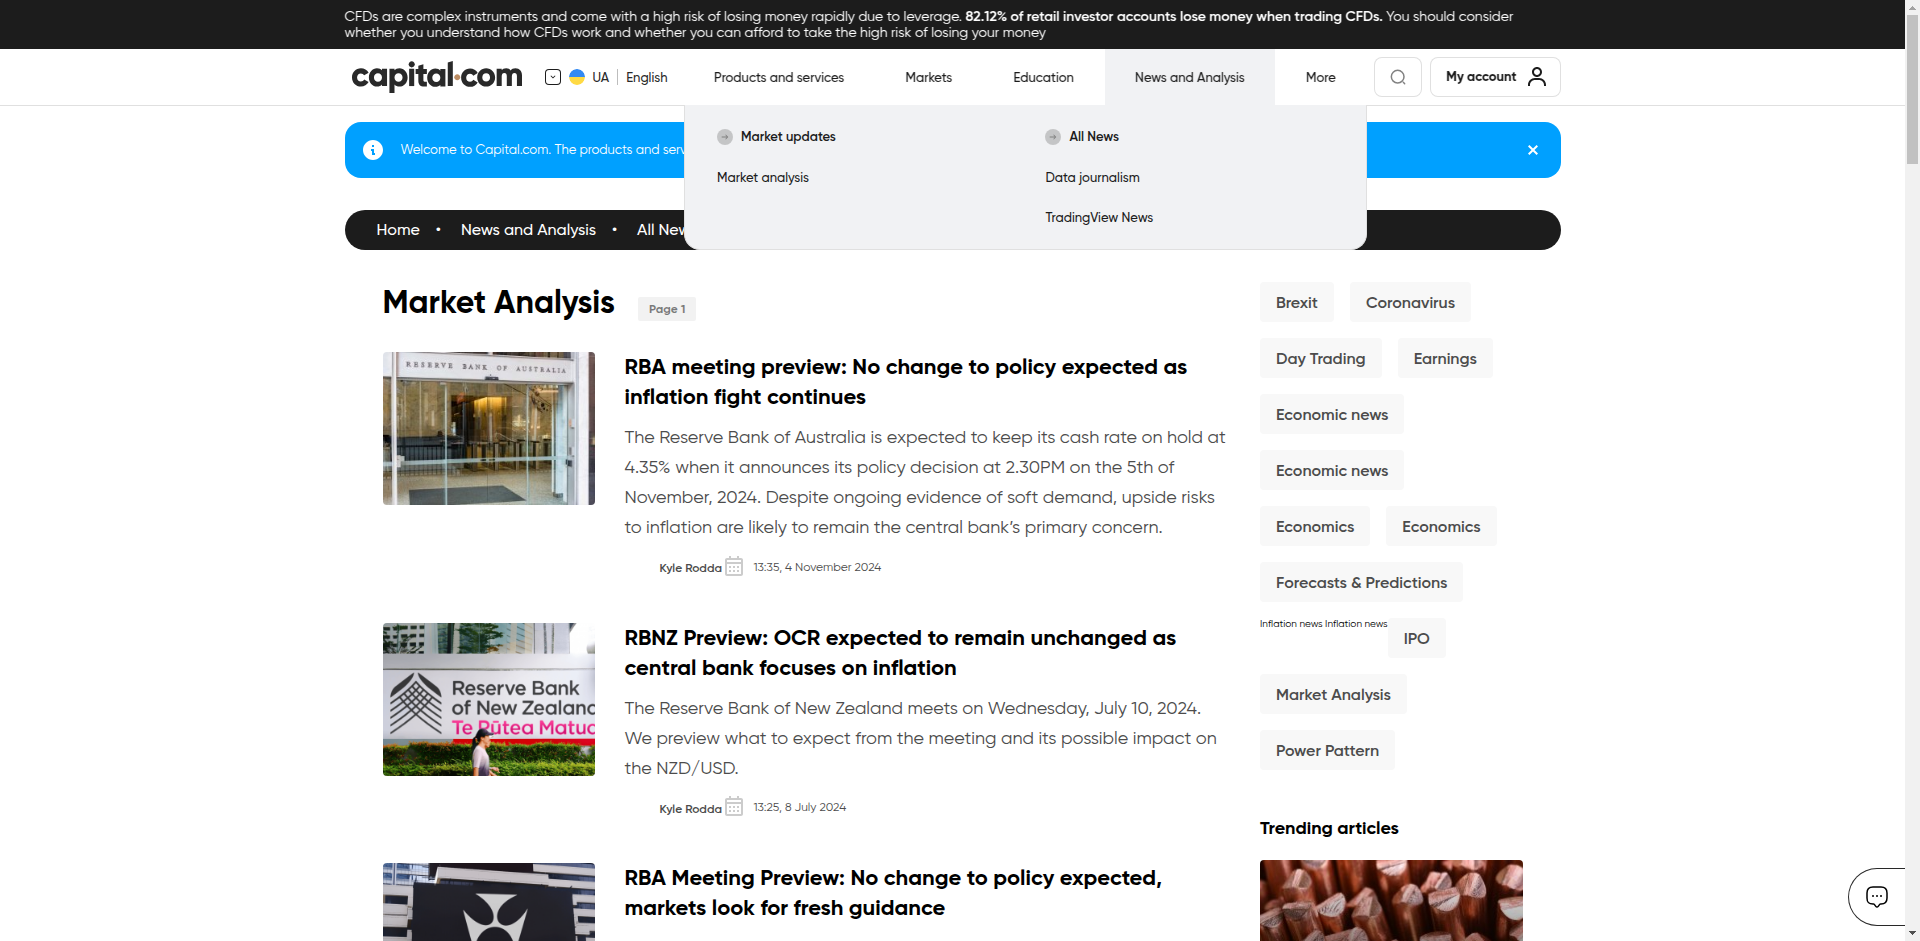 CFDs are complex instruments and come with a high risk of losing money rapidly due to leverage. 82.12% of retail investor accounts lose money when trading CFDs. You should consider
whether you understand how CFDs work and whether you can afford to take the high risk of losing your money
capital.com
UA | English
Products and services
Markets
Education
News and Analysis
More
My account
Market updates
Market analysis
All News
Data journalism
TradingView News
Welcome to Capital.com. The products and serv
Home • News and Analysis • All New
Market Analysis
Page 1
RESERVE BANK OF AUSTRALIA
RBA meeting preview: No change to policy expected as
inflation fight continues
The Reserve Bank of Australia is expected to keep its cash rate on hold at
4.35% when it announces its policy decision at 2.30PM on the 5th of
November, 2024. Despite ongoing evidence of soft demand, upside risks
to inflation are likely to remain the central bank’s primary concern.
Kyle Rodda
13:35, 4 November 2024
Reserve Bank
of New Zealand
Te Pūtea Matua
RBNZ Preview: OCR expected to remain unchanged as
central bank focuses on inflation
The Reserve Bank of New Zealand meets on Wednesday, July 10, 2024.
We preview what to expect from the meeting and its possible impact on
the NZD/USD.
Kyle Rodda
13:25, 8 July 2024
RBA Meeting Preview: No change to policy expected,
markets look for fresh guidance
Brexit
Coronavirus
Day Trading
Earnings
Economic news
Economic news
Economics
Economics
Forecasts & Predictions
Inflation news Inflation news
IPO
Market Analysis
Power Pattern
Trending articles